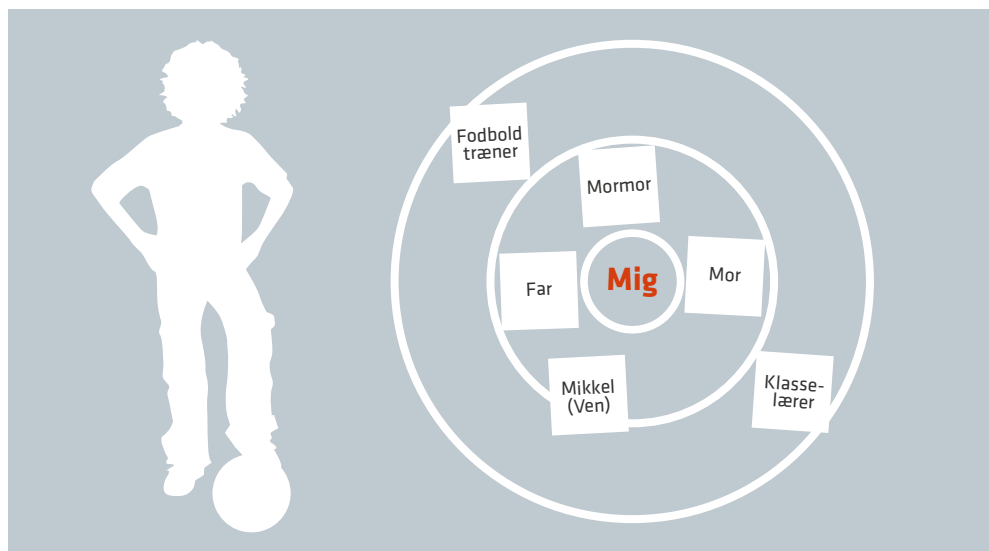 Fodbold
træner
Mormor
Far
Mig
Mor
Mikkel
(Ven)
Klasse-
lærer